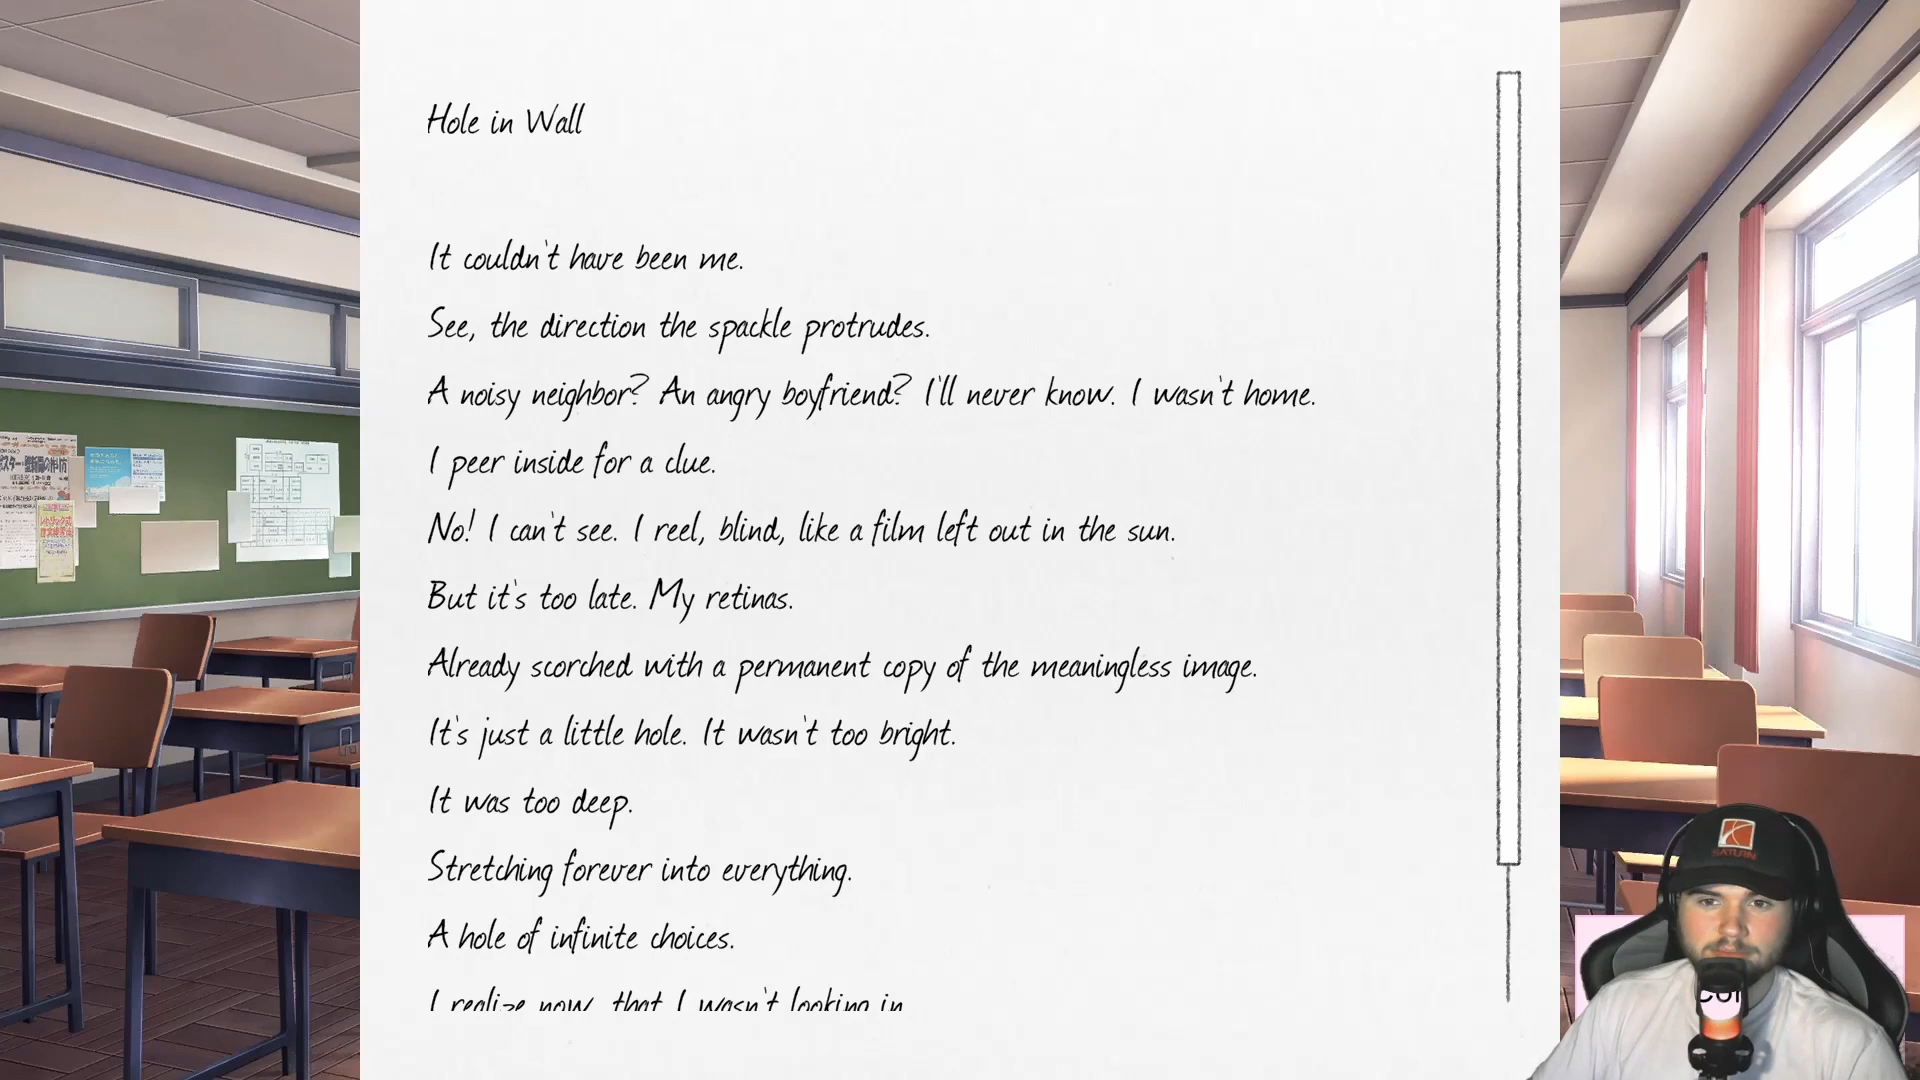 Hole in Wall
It couldn't have been me.
See, the direction the spackle protrudes.
A noisy neighbor? An angry boyfriend? I'll never know. I wasn't home.
I peer inside for a clue.
No! I can't see. I reel, blind, like a film left out in the sun.
But it's too late. My retinas.
Already scorched with a permanent copy of the meaningless image.
It's just a little hole. It wasn't too bright.
It was too deep.
Stretching forever into everything.
A hole of infinite choices.
I realize now, that I wasn't looking in
SATURN